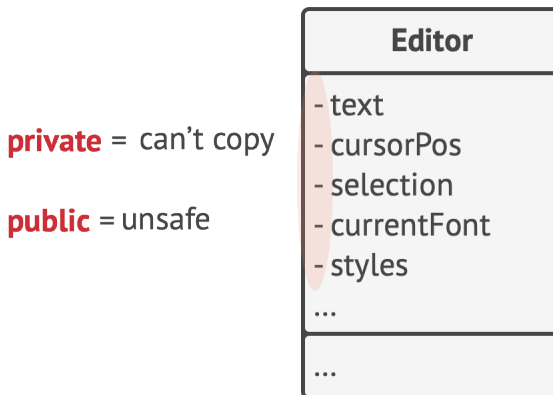 Editor
- text
private = can't copy
- cursorPos
- selection
public = unsafe
- currentFont
- styles
...
...